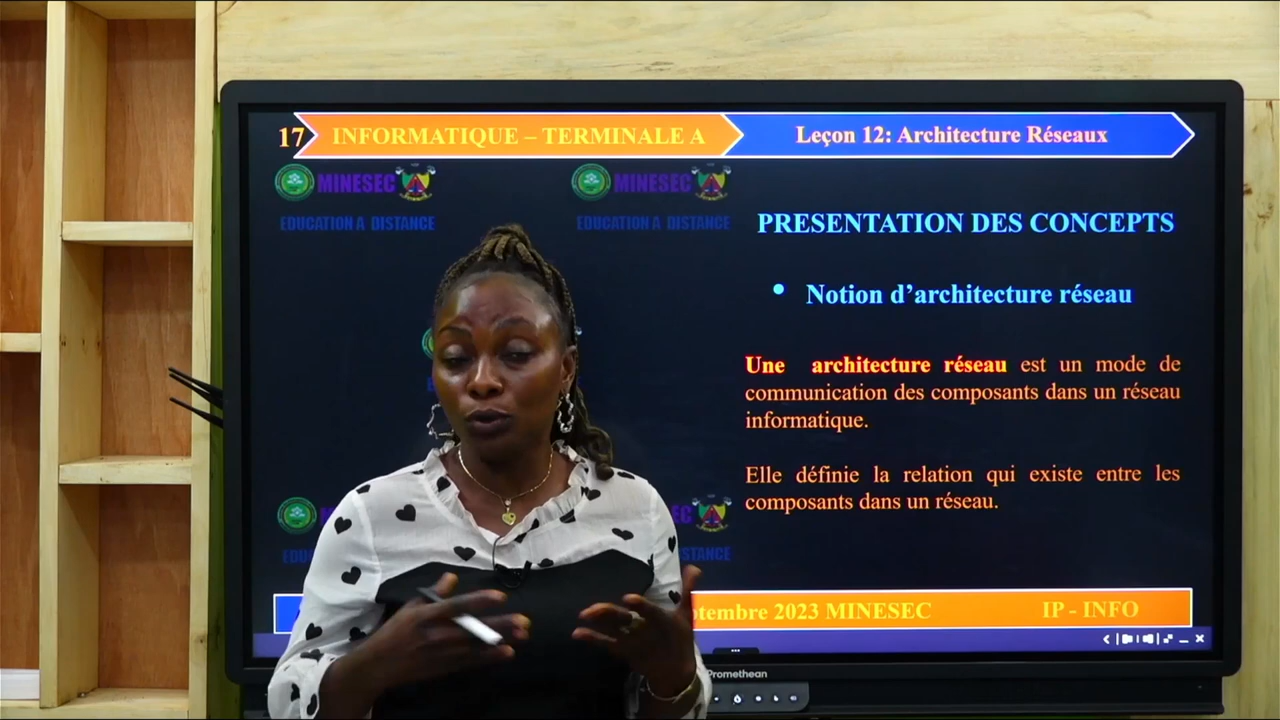 17 INFORMATIQUE – TERMINALE A Leçon 12: Architecture Réseaux
MINESEC MINESEC
EDUCATION A DISTANCE EDUCATION A DISTANCE
PRESENTATION DES CONCEPTS
• Notion d’architecture réseau
Une architecture réseau est un mode de
communication des composants dans un réseau
informatique.
Elle définie la relation qui existe entre les
composants dans un réseau.
2023 MINESEC IP - INFO
Promethean